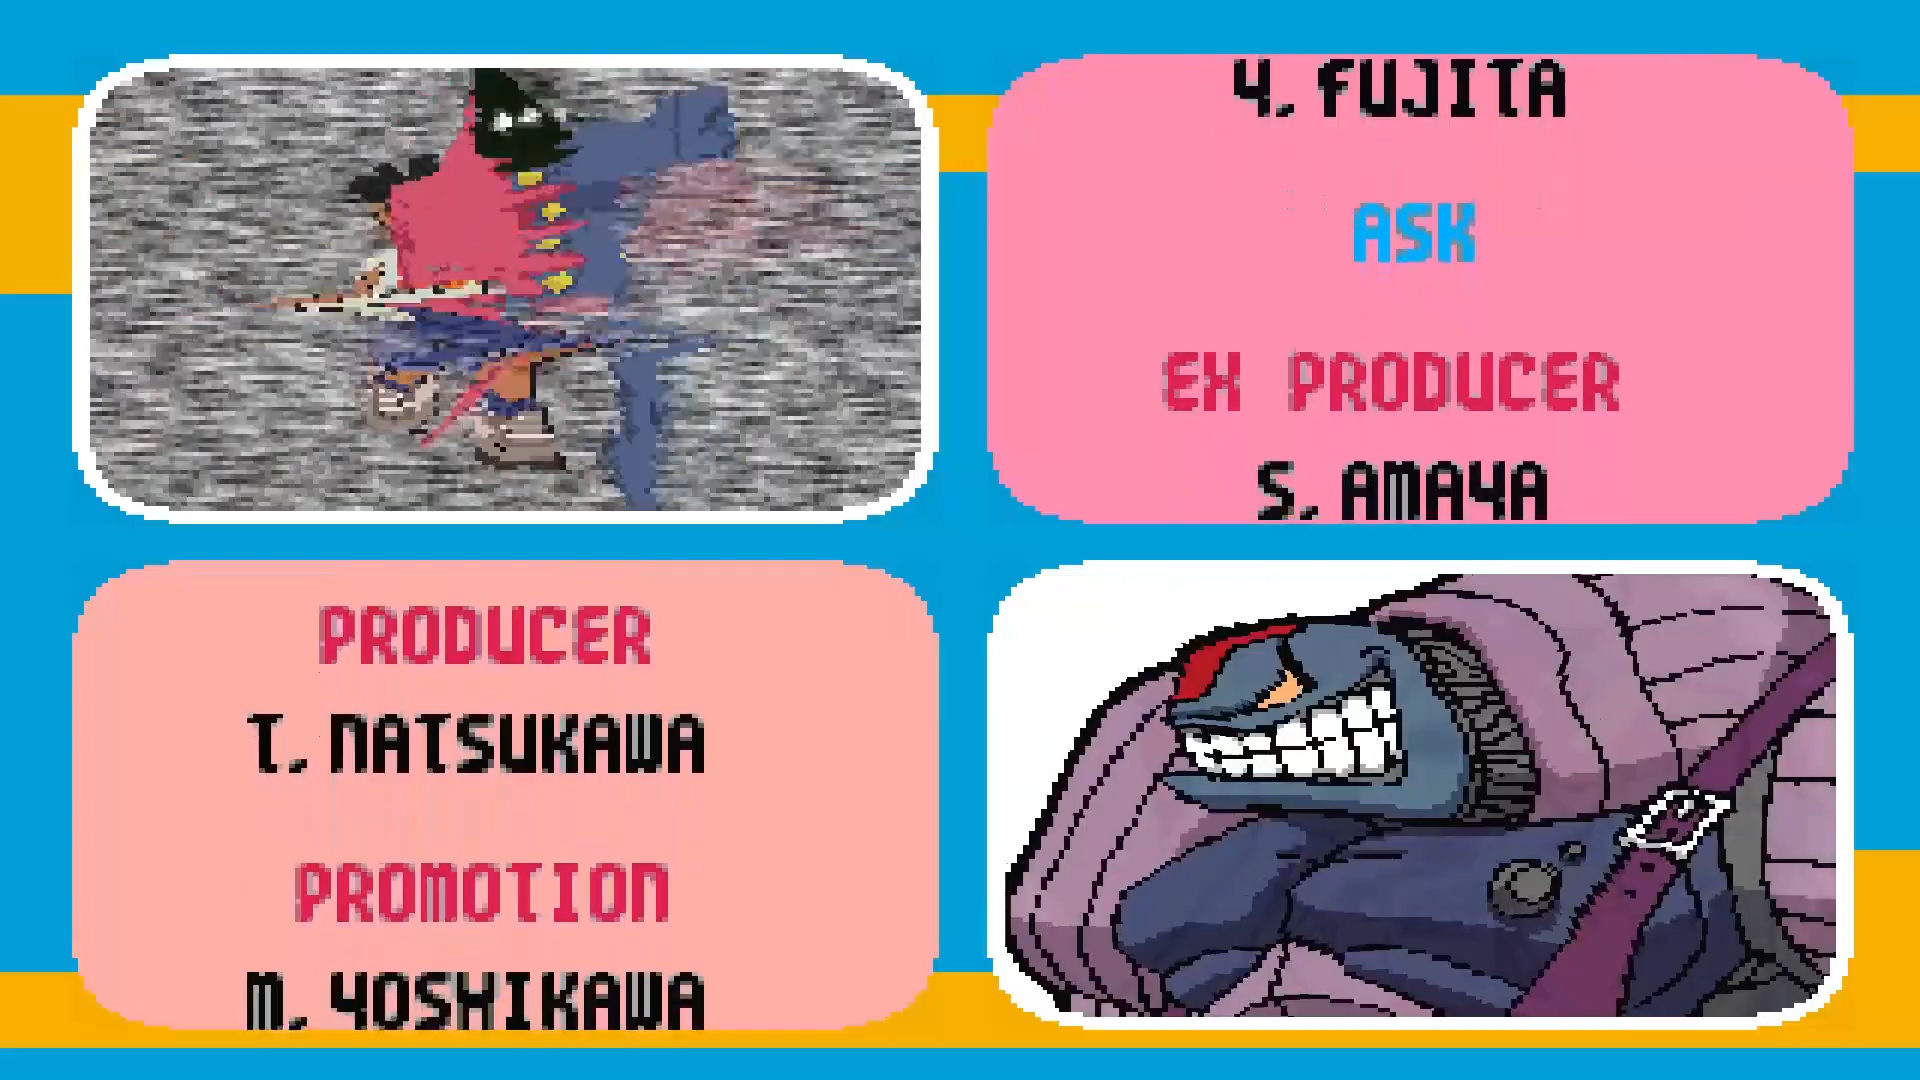 Y. FUJITA
ASK
EX PRODUCER
S. AMAYA
PRODUCER
T. NATSUKAWA
PROMOTION
M. YOSHIKAWA